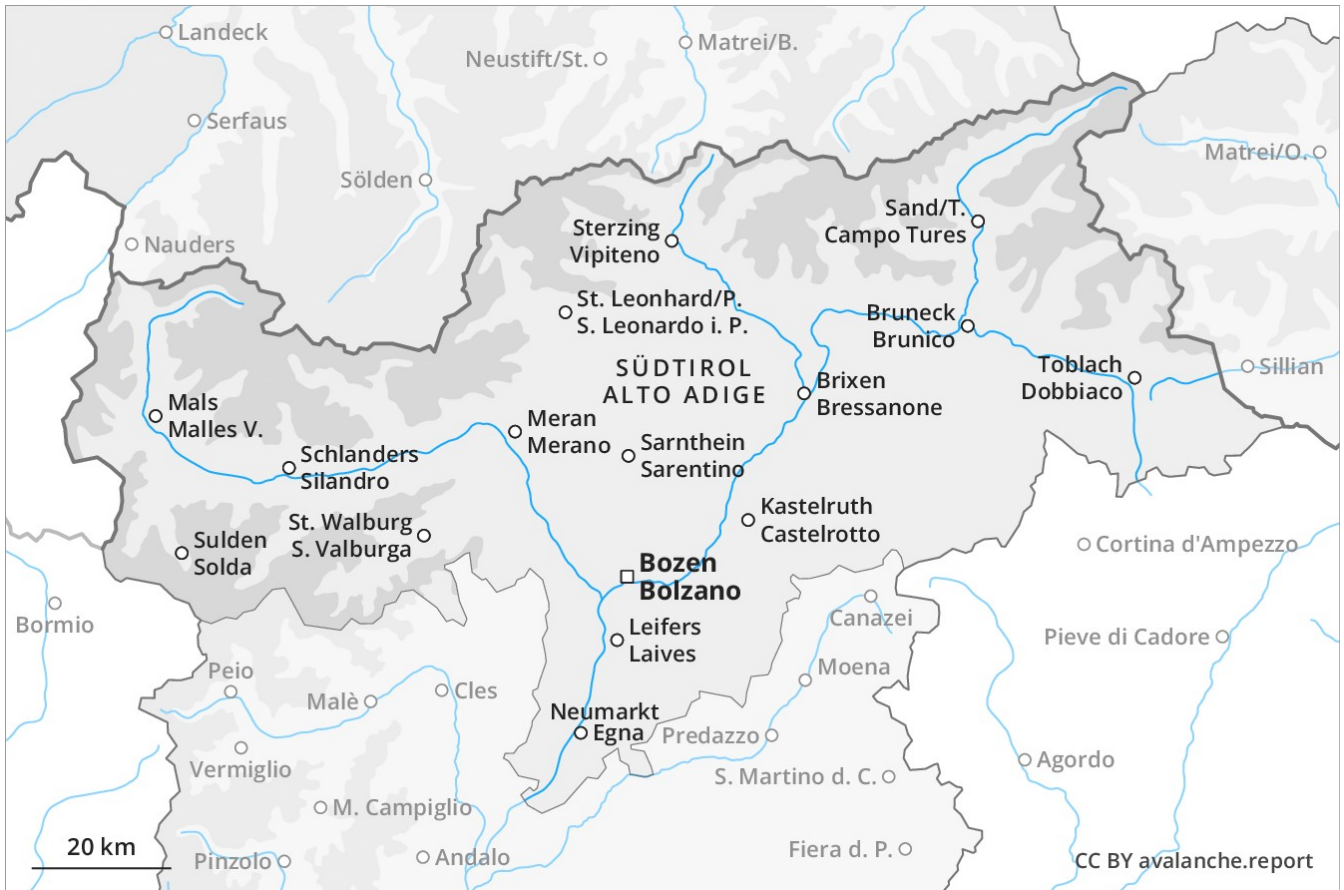 Landeck
Neustift/St.
Matrei/B.
Serfaus
Matrei/O.
Sölden
Nauders
Sterzing
Vipiteno
Sand/T.
Campo Tures
St. Leonhard/P.
S. Leonardo i. P.
Bruneck
Brunico
SÜDTIROL
ALTO ADIGE
Toblach
Dobbiaco
Sillian
Brixen
Bressanone
Mals
Malles V.
Meran
Merano
Sarnthein
Sarentino
Schlanders
Silandro
Kastelruth
Castelrotto
St. Walburg
S. Valburga
Sulden
Solda
Cortina d'Ampezzo
Bozen
Bolzano
Bormio
Canazei
Leifers
Laives
Pieve di Cadore
Peio
Moena
Malè
Cles
Neumarkt
Egna
Predazzo
Vermiglio
Agordo
S. Martino d. C.
M. Campiglio
20 km
Pinzolo
Andalo
Fiera d. P.
CC BY avalanche.report